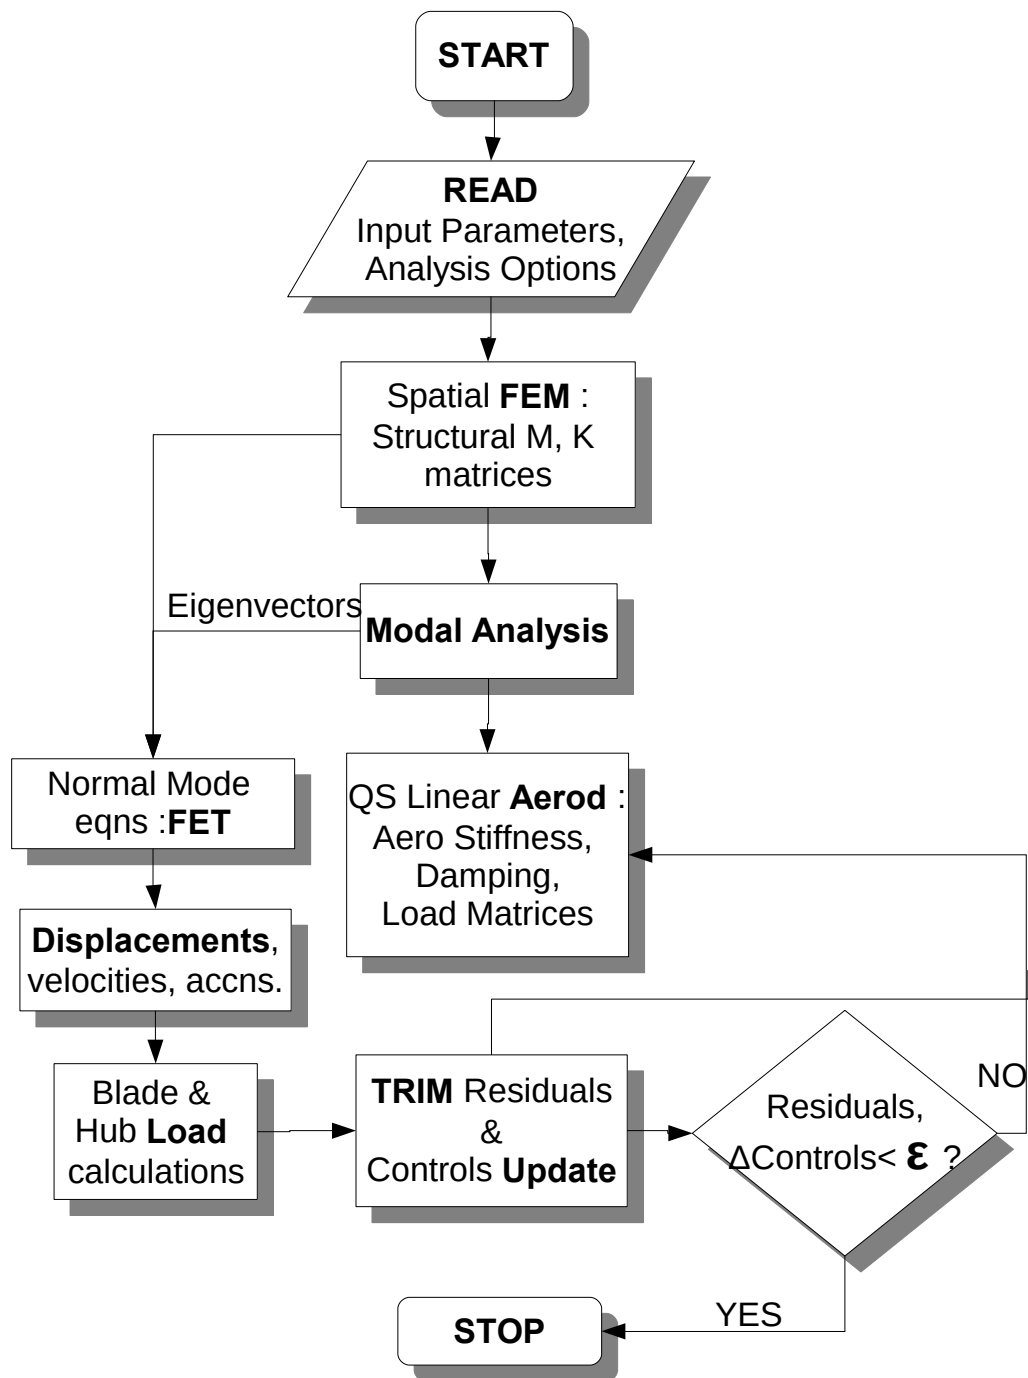 START
READ
Input Parameters,
Analysis Options
Spatial FEM :
Structural M, K
matrices
Eigenvectors
Modal Analysis
Normal Mode
eqns :FET
QS Linear Aerod :
Aero Stiffness,
Damping,
Load Matrices
Displacements,
velocities, accns.
Blade &
Hub Load
calculations
TRIM Residuals
&
Controls Update
Residuals,
ΔControls< ε ?
NO
YES
STOP